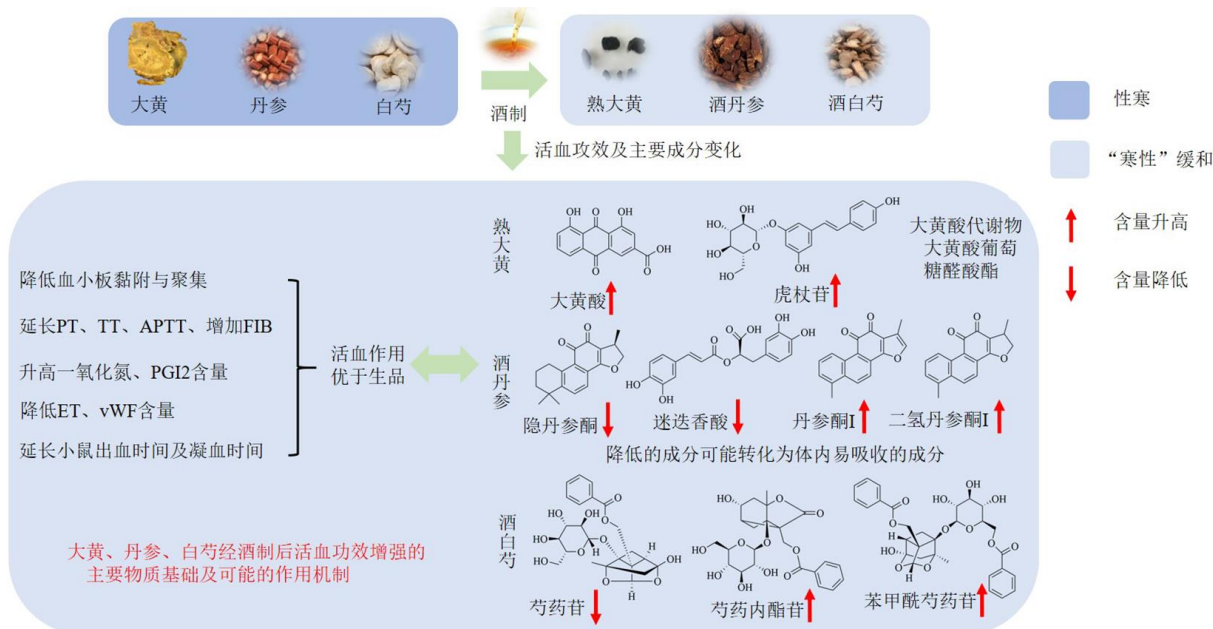 大黄
丹参
白芍
酒制
熟大黄
酒丹参
酒白芍
性寒
“寒性”缓和
含量升高
含量降低
活血攻效及主要成分变化
降低血小板黏附与聚集
延长PT、TT、APTT、增加FIB
升高一氧化氮、PGI2含量
降低ET、vWF含量
延长小鼠出血时间及凝血时间
活血作用
优于生品
大黄、丹参、白芍经酒制后活血功效增强的
主要物质基础及可能的作用机制
熟大黄
大黄酸
虎杖苷
大黄酸代谢物
大黄酸葡萄
糖醛酸酯
酒丹参
隐丹参酮
迷迭香酸
丹参酮I
二氢丹参酮I
降低的成分可能转化为体内易吸收的成分
酒白芍
芍药苷
芍药内酯苷
苯甲酰芍药苷